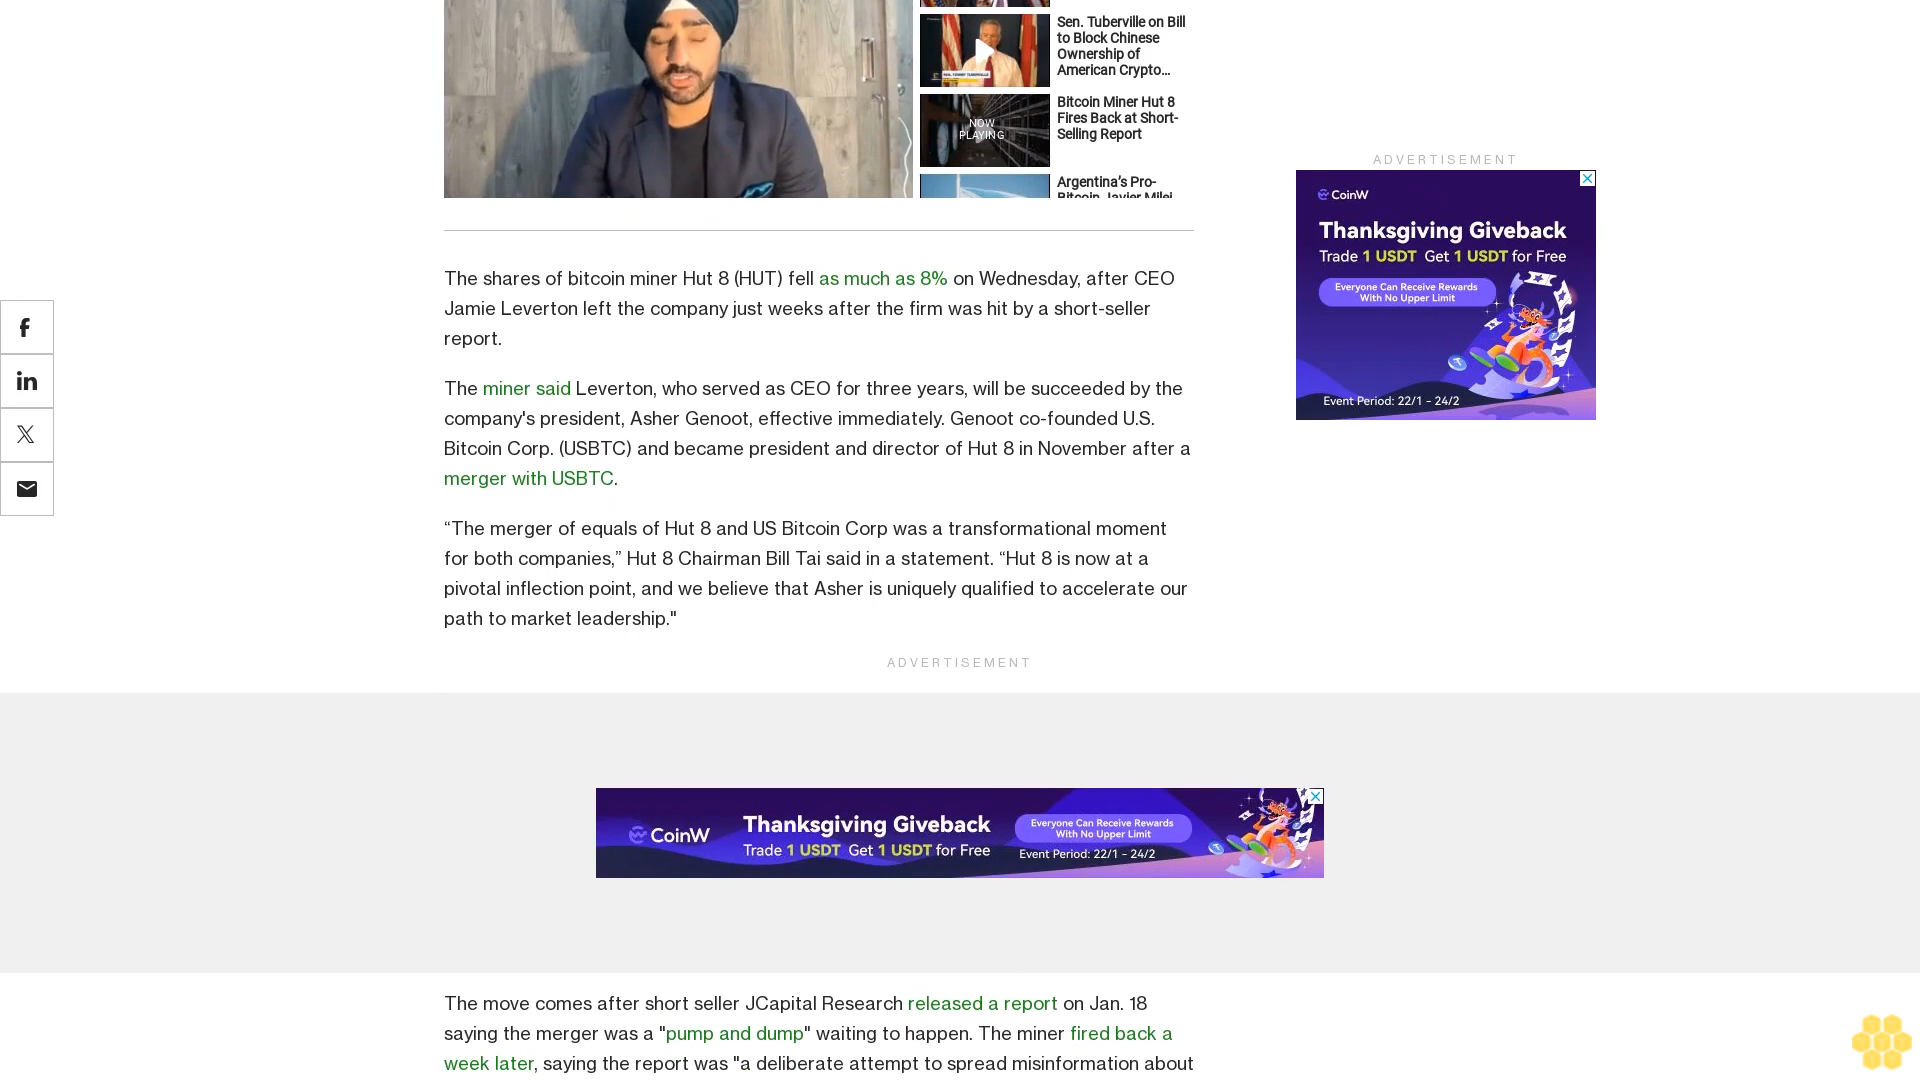 Sen. Tuberville on Bill
to Block Chinese
Ownership of
American Crypto...
NOW
PLAYING
Bitcoin Miner Hut 8
Fires Back at Short-
Selling Report
Argentina's Pro-
Bitcoin Javier Milei
ADVERTISEMENT
CoinW
Thanksgiving Giveback
Trade 1 USDT Get 1 USDT for Free
Everyone Can Receive Rewards
With No Upper Limit
Event Period: 22/1 - 24/2
The shares of bitcoin miner Hut 8 (HUT) fell as much as 8% on Wednesday, after CEO
Jamie Leverton left the company just weeks after the firm was hit by a short-seller
report.
The miner said Leverton, who served as CEO for three years, will be succeeded by the
company's president, Asher Genoot, effective immediately. Genoot co-founded U.S.
Bitcoin Corp. (USBTC) and became president and director of Hut 8 in November after a
merger with USBTC.
“The merger of equals of Hut 8 and US Bitcoin Corp was a transformational moment
for both companies,” Hut 8 Chairman Bill Tai said in a statement. “Hut 8 is now at a
pivotal inflection point, and we believe that Asher is uniquely qualified to accelerate our
path to market leadership."
ADVERTISEMENT
CoinW
Thanksgiving Giveback
Trade 1 USDT Get 1 USDT for Free
Everyone Can Receive Rewards
With No Upper Limit
Event Period: 22/1 - 24/2
The move comes after short seller JCapital Research released a report on Jan. 18
saying the merger was a "pump and dump" waiting to happen. The miner fired back a
week later, saying the report was "a deliberate attempt to spread misinformation about